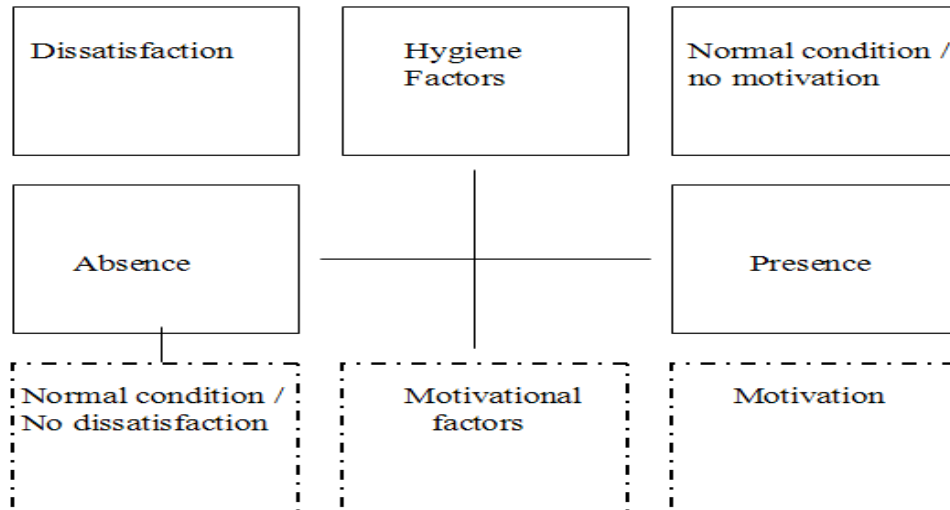 Dissatisfaction
Hygiene
Factors
Normal condition /
no motivation
Absence
Presence
Normal condition /
No dissatisfaction
Motivational
factors
Motivation